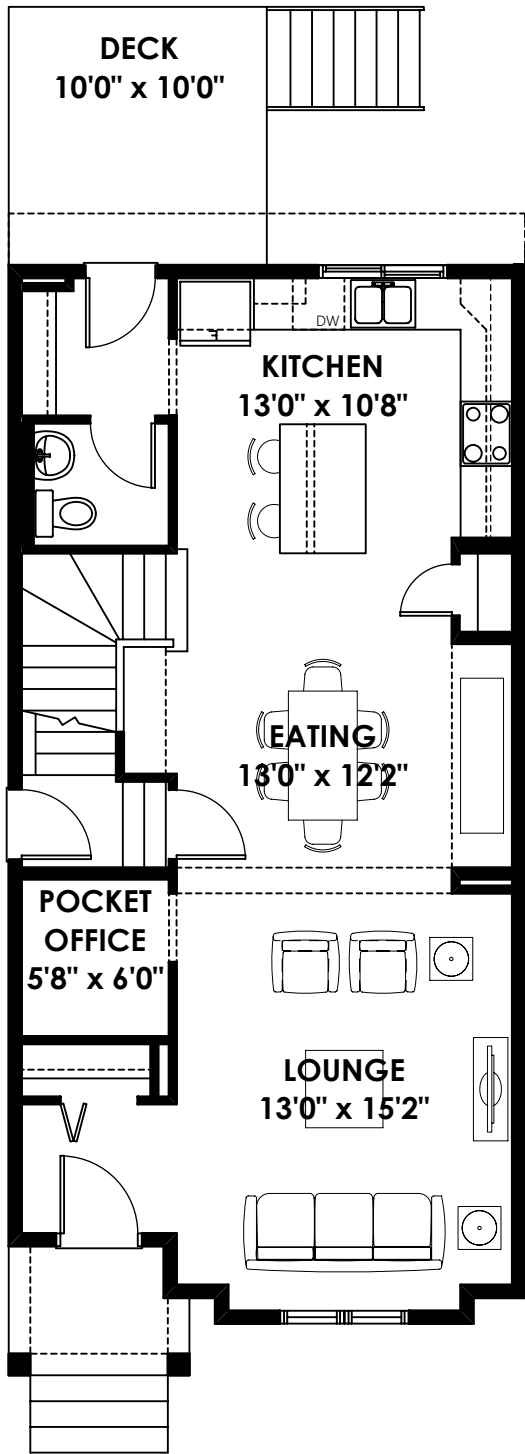 DECK
10'0" x 10'0"
DW
KITCHEN
13'0" x 10'8"
EATING
13'0" x 12'2"
POCKET
OFFICE
5'8" x 6'0"
LOUNGE
13'0" x 15'2"